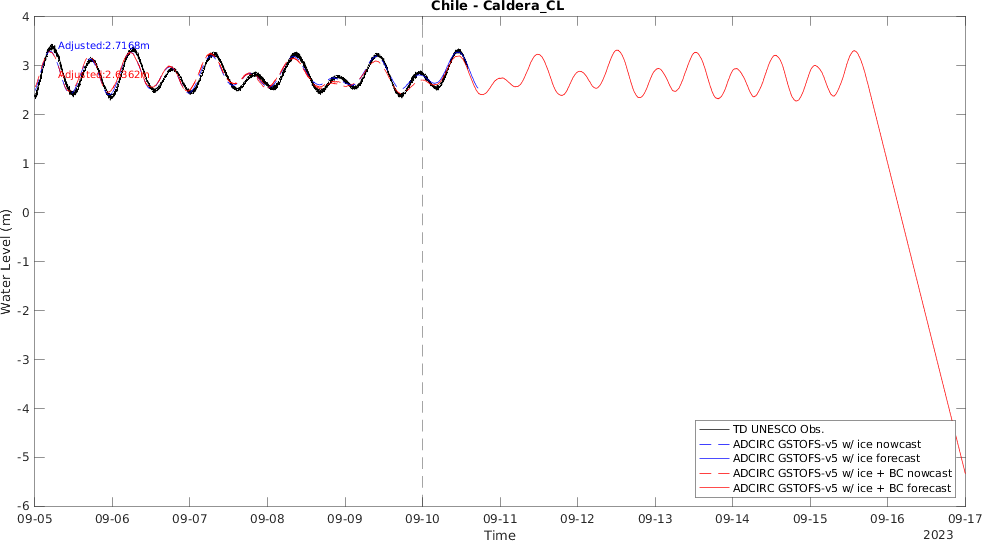 Chile - Caldera_CL
Water Level (m)
4
3
2
1
0
-1
-2
-3
-4
-5
-6
Adjusted:2.7168m
Adjusted:2.6362m
TD UNESCO Obs.
ADCIRC GSTOFS-v5 w/ ice nowcast
ADCIRC GSTOFS-v5 w/ ice forecast
ADCIRC GSTOFS-v5 w/ ice + BC nowcast
ADCIRC GSTOFS-v5 w/ ice + BC forecast
09-05 09-06 09-07 09-08 09-09 09-10 09-11 09-12 09-13 09-14 09-15 09-16 09-17
Time
2023